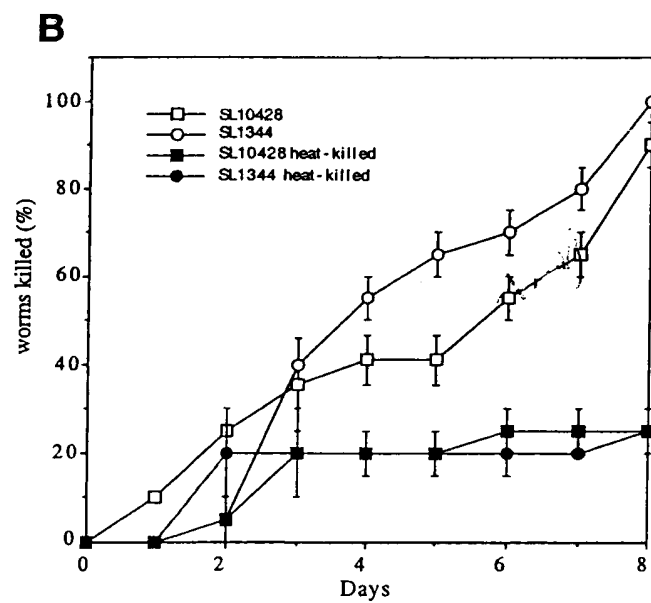 B
100
80
60
40
20
0
worms killed (%)
SL10428
SL1344
SL10428 heat-killed
SL1344 heat-killed
0 2 4 6 8
Days